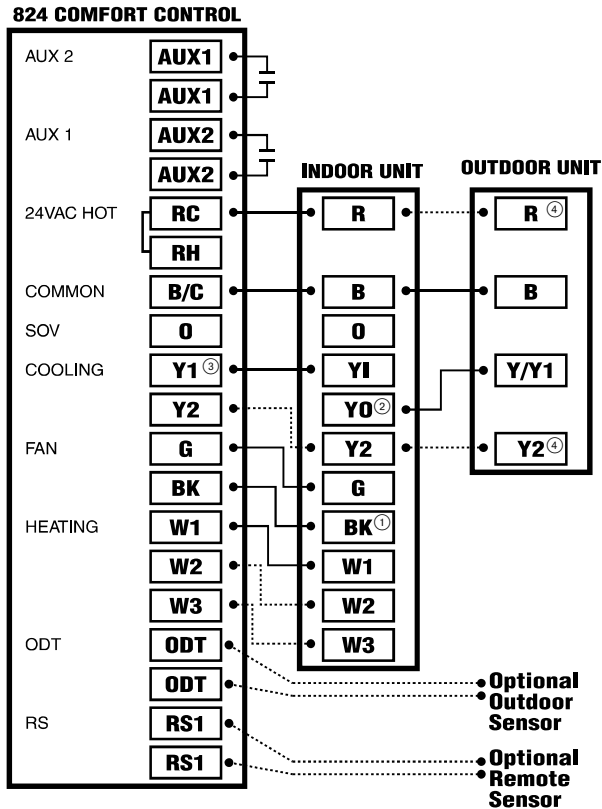 824 COMFORT CONTROL
AUX 2
AUX1
AUX1
AUX 1
AUX2
AUX2
INDOOR UNIT
OUTDOOR UNIT
24VAC HOT
RC
R
R ④
RH
COMMON
B/C
B
B
SOV
O
O
COOLING
Y1 ③
YI
Y/Y1
YO ②
Y2
Y2
Y2 ④
FAN
G
G
BK
BK ①
HEATING
W1
W1
W2
W2
W3
W3
ODT
ODT
ODT
Optional
Outdoor
Sensor
RS
RS1
RS1
Optional
Remote
Sensor